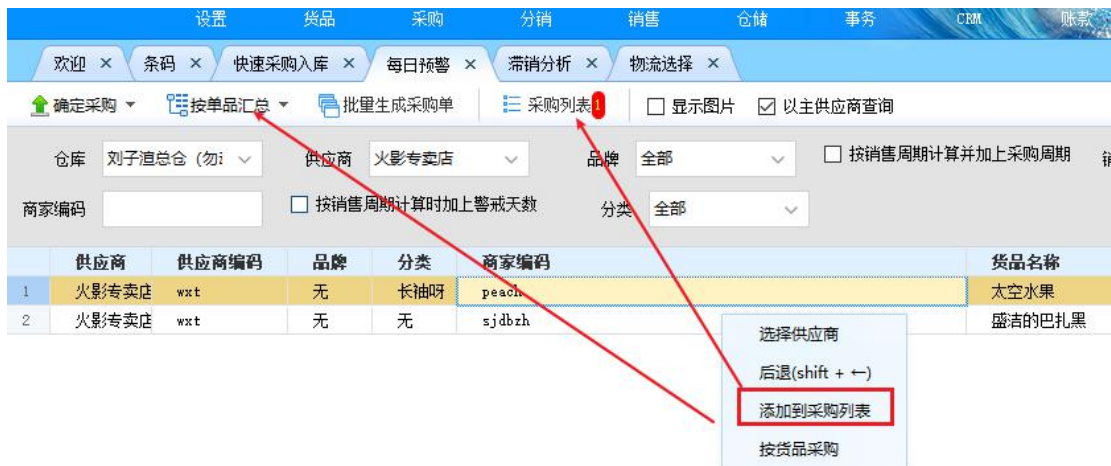 设置 货品 采购 分销 销售 仓储 事务 CRM 账款
欢迎 × 条码 × 快速采购入库 × 每日预警 × 滞销分析 × 物流选择 ×
确定采购 按单品汇总 批量生成采购单 采购列表 1 显示图片 以主供应商查询
仓库 刘子渲总仓 (勿 供应商 火影专卖店 品牌 全部 按销售周期计算并加上采购周期
商家编码 按销售周期计算时加上警戒天数 分类 全部
供应商 供应商编码 品牌 分类 商家编码 货品名称
1 火影专卖店 wxt 无 长袖呀 peach 太空水果
2 火影专卖店 wxt 无 无 sjdbzh 盛洁的巴扎黑
选择供应商
后退(shift + ←)
添加到采购列表
按货品采购